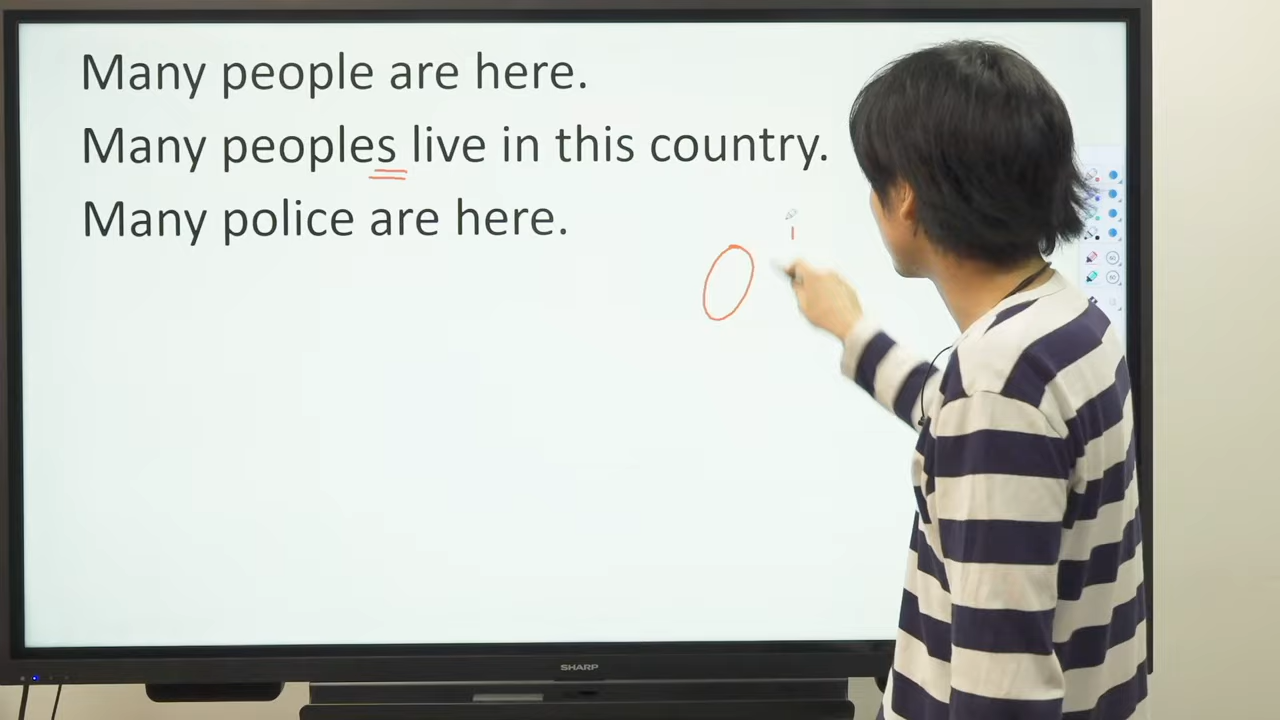 Many people are here.
Many peoples live in this country.
Many police are here.
SHARP